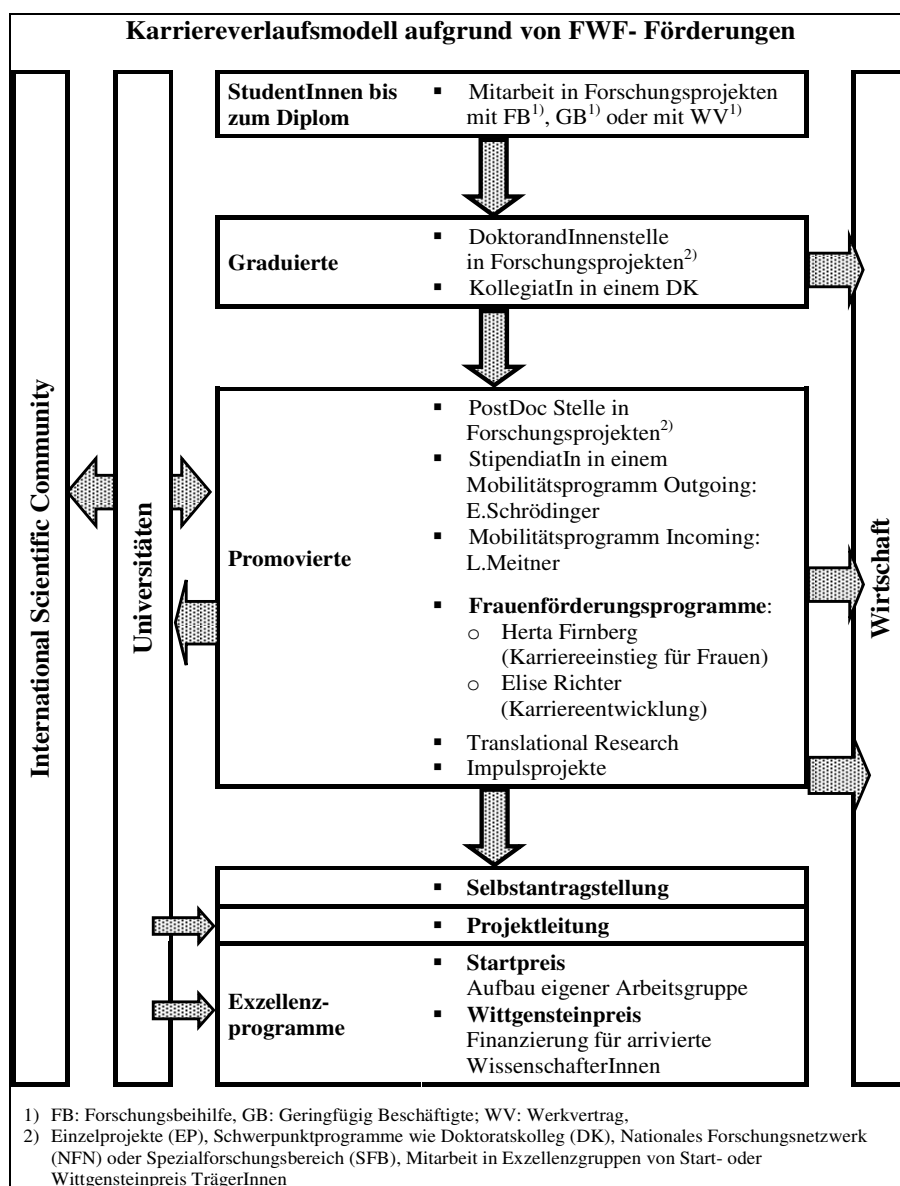 Karriereverlaufsmodell aufgrund von FWF- Förderungen
International Scientific Community
Universitäten
StudentInnen bis
zum Diplom
▪ Mitarbeit in Forschungsprojekten
mit FB1), GB1) oder mit WV1)
Graduierte
▪ DoktorandInnenstelle
in Forschungsprojekten2)
▪ KollegiatIn in einem DK
Promovierte
▪ PostDoc Stelle in
Forschungsprojekten2)
▪ StipendiatIn in einem
Mobilitätsprogramm Outgoing:
E.Schrödinger
▪ Mobilitätsprogramm Incoming:
L.Meitner
▪ Frauenförderungsprogramme:
o Herta Firnberg
(Karriereeinstieg für Frauen)
o Elise Richter
(Karriereentwicklung)
▪ Translational Research
▪ Impulsprojekte
▪ Selbstantragstellung
▪ Projektleitung
Exzellenz-
programme
▪ Startpreis
Aufbau eigener Arbeitsgruppe
▪ Wittgensteinpreis
Finanzierung für arrivierte
WissenschafterInnen
Wirtschaft
1) FB: Forschungsbeihilfe, GB: Geringfügig Beschäftigte; WV: Werkvertrag,
2) Einzelprojekte (EP), Schwerpunktprogramme wie Doktoratskolleg (DK), Nationales Forschungsnetzwerk
(NFN) oder Spezialforschungsbereich (SFB), Mitarbeit in Exzellenzgruppen von Start- oder
Wittgensteinpreis TrägerInnen